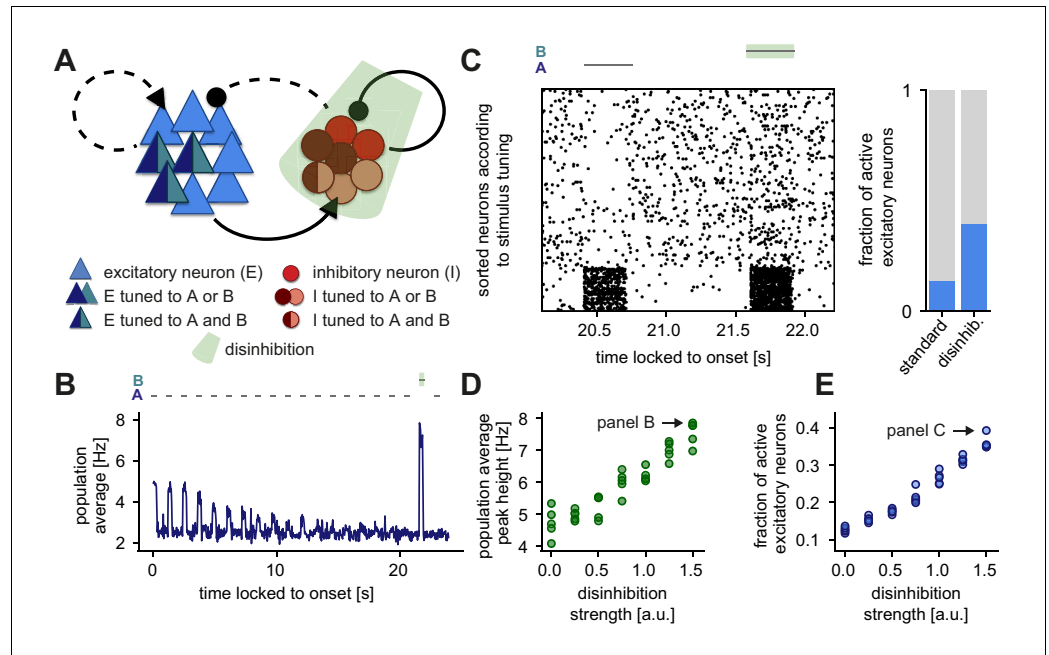 A
excitatory neuron (E)
E tuned to A or B
E tuned to A and B
inhibitory neuron (I)
I tuned to A or B
I tuned to A and B
disinhibition
C
B
A
sorted neurons according
to stimulus tuning
20.5 21.0 21.5 22.0
time locked to onset [s]
fraction of active
excitatory neurons
1
0
standard
disinhib.
B
B
A
population
average [Hz]
8
6
4
2
0 20
time locked to onset [s]
D
population average
peak height [Hz]
8
7
6
5
4
panel B
0.0 0.5 1.0 1.5
disinhibition
strength [a.u.]
E
fraction of active
excitatory neurons
0.4
0.3
0.2
0.1
panel C
0.0 0.5 1.0 1.5
disinhibition
strength [a.u.]